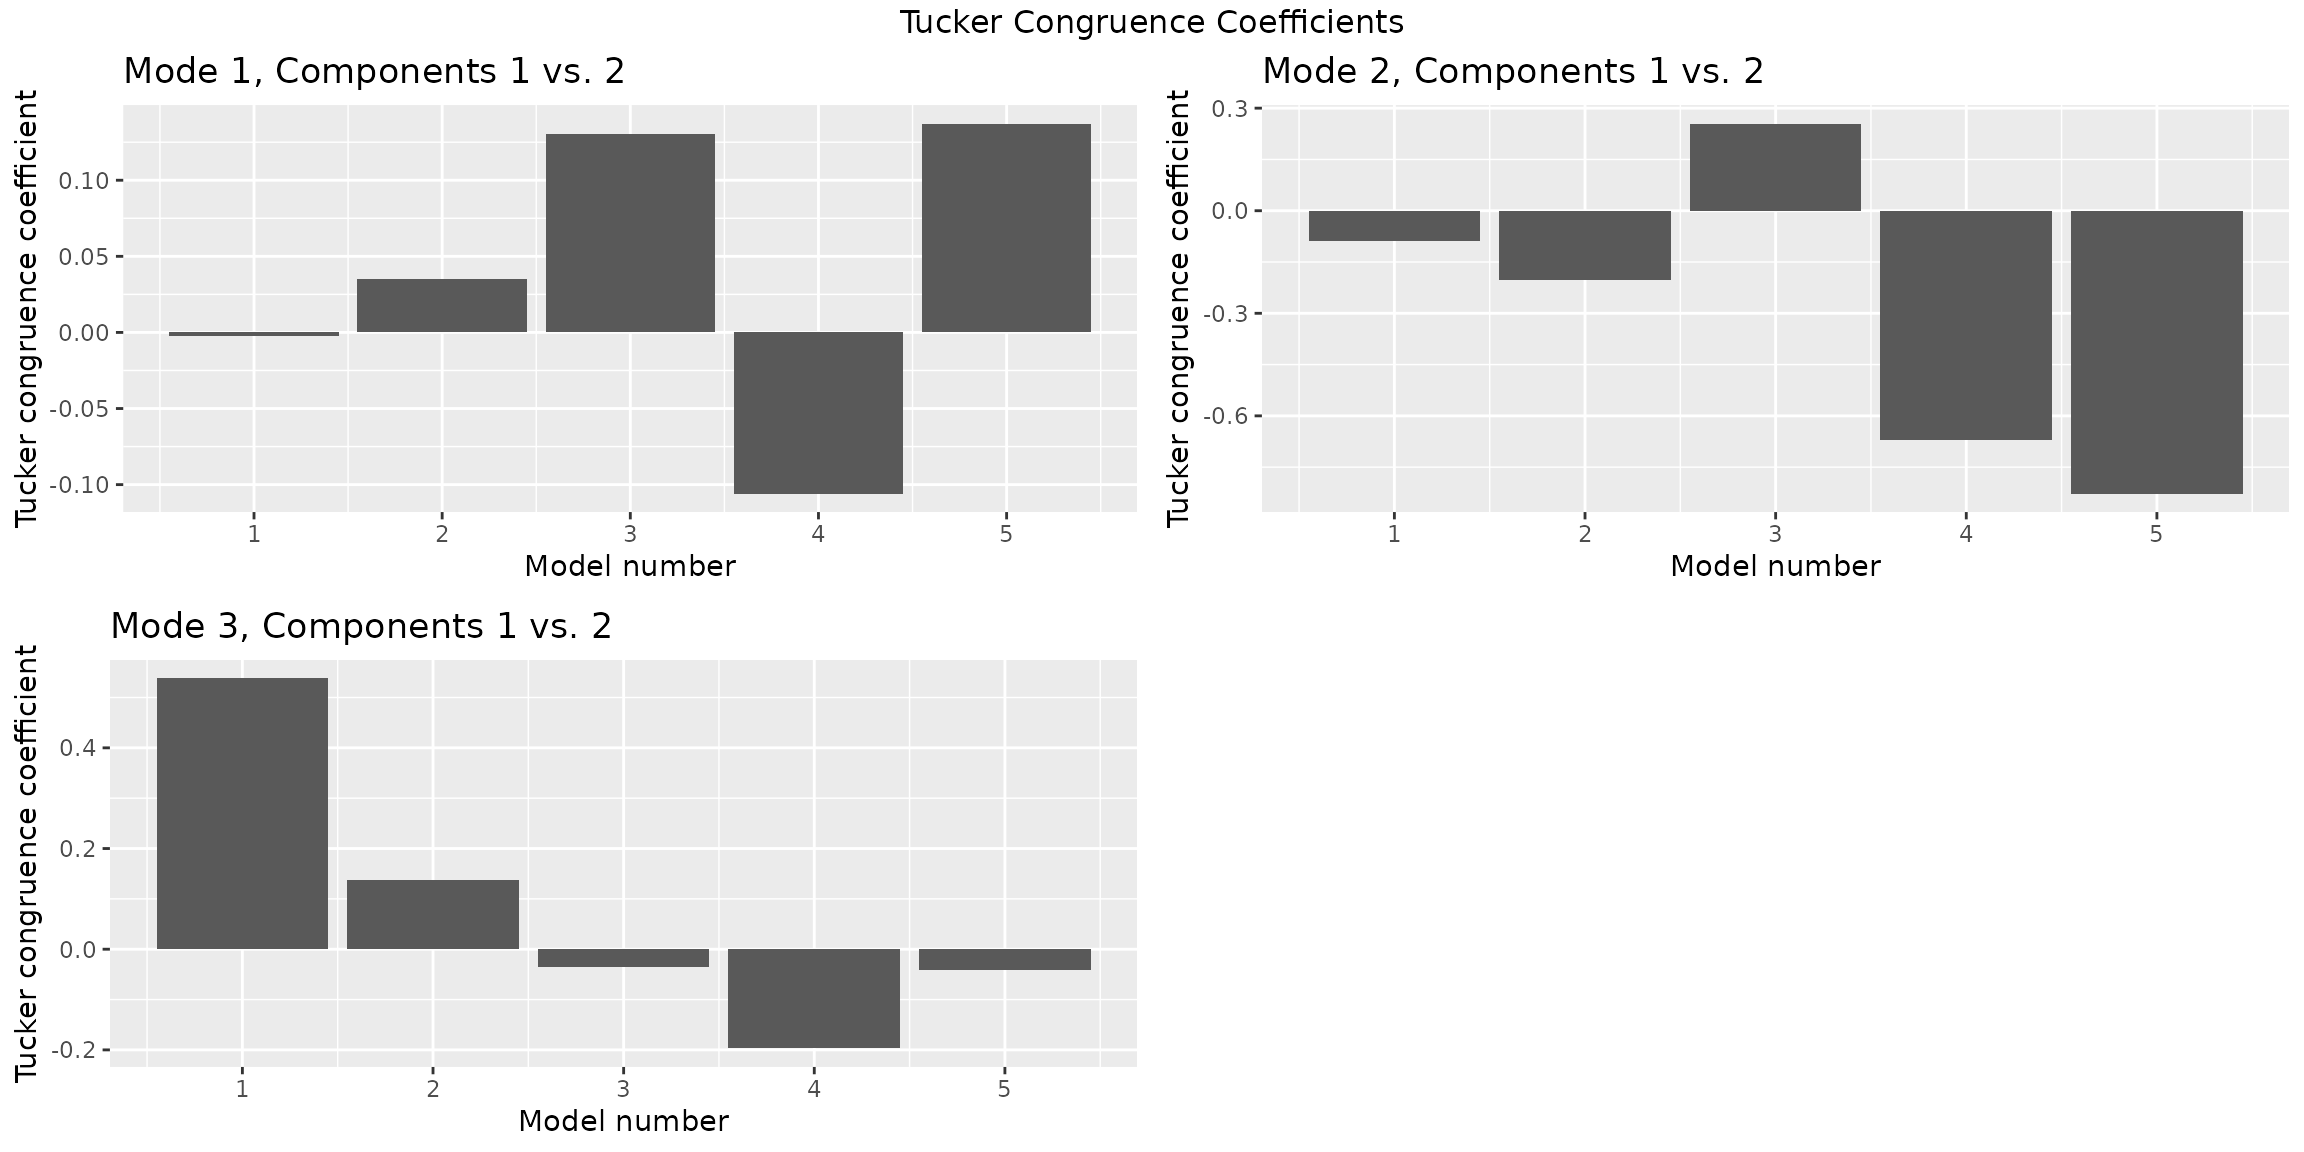 Tucker Congruence Coefficients
Mode 1, Components 1 vs. 2
Tucker congruence coefficient
0.10
0.05
0.00
-0.05
-0.10
1 2 3 4 5
Model number
Mode 2, Components 1 vs. 2
Tucker congruence coefficient
0.3
0.0
-0.3
-0.6
1 2 3 4 5
Model number
Mode 3, Components 1 vs. 2
Tucker congruence coefficient
0.4
0.2
0.0
-0.2
1 2 3 4 5
Model number